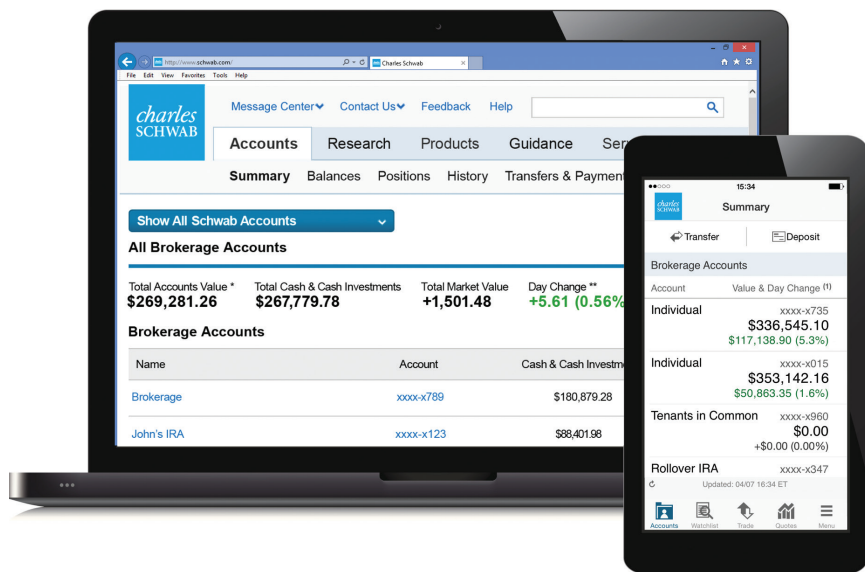 http://www.schwab.com/
Charles Schwab
File Edit View Favorites Tools Help
charles
SCHWAB
Message Center Contact Us Feedback Help
Accounts Research Products Guidance
Summary Balances Positions History Transfers & Payment
Show All Schwab Accounts
All Brokerage Accounts
Total Accounts Value * Total Cash & Cash Investments Total Market Value Day Change **
$269,281.26 $267,779.78 +1,501.48 +5.61 (0.56%
Brokerage Accounts
Name Account Cash & Cash
Brokerage xxxx-x789 $180,879.28
John's IRA xxxx-x123 $88,401.98
15:34
charles
SCHWAB
Summary
Transfer Deposit
Brokerage Accounts
Account Value & Day Change (1)
Individual xxxx-x735
$336,545.10
$117,138.90 (5.3%)
Individual xxxx-x015
$353,142.16
$50,863.35 (1.6%)
Tenants in Common xxxx-x960
$0.00
+$0.00 (0.00%)
Rollover IRA xxxx-x347
Updated: 04/07 16:34 ET
Accounts Watchlist Trade Quotes Menu